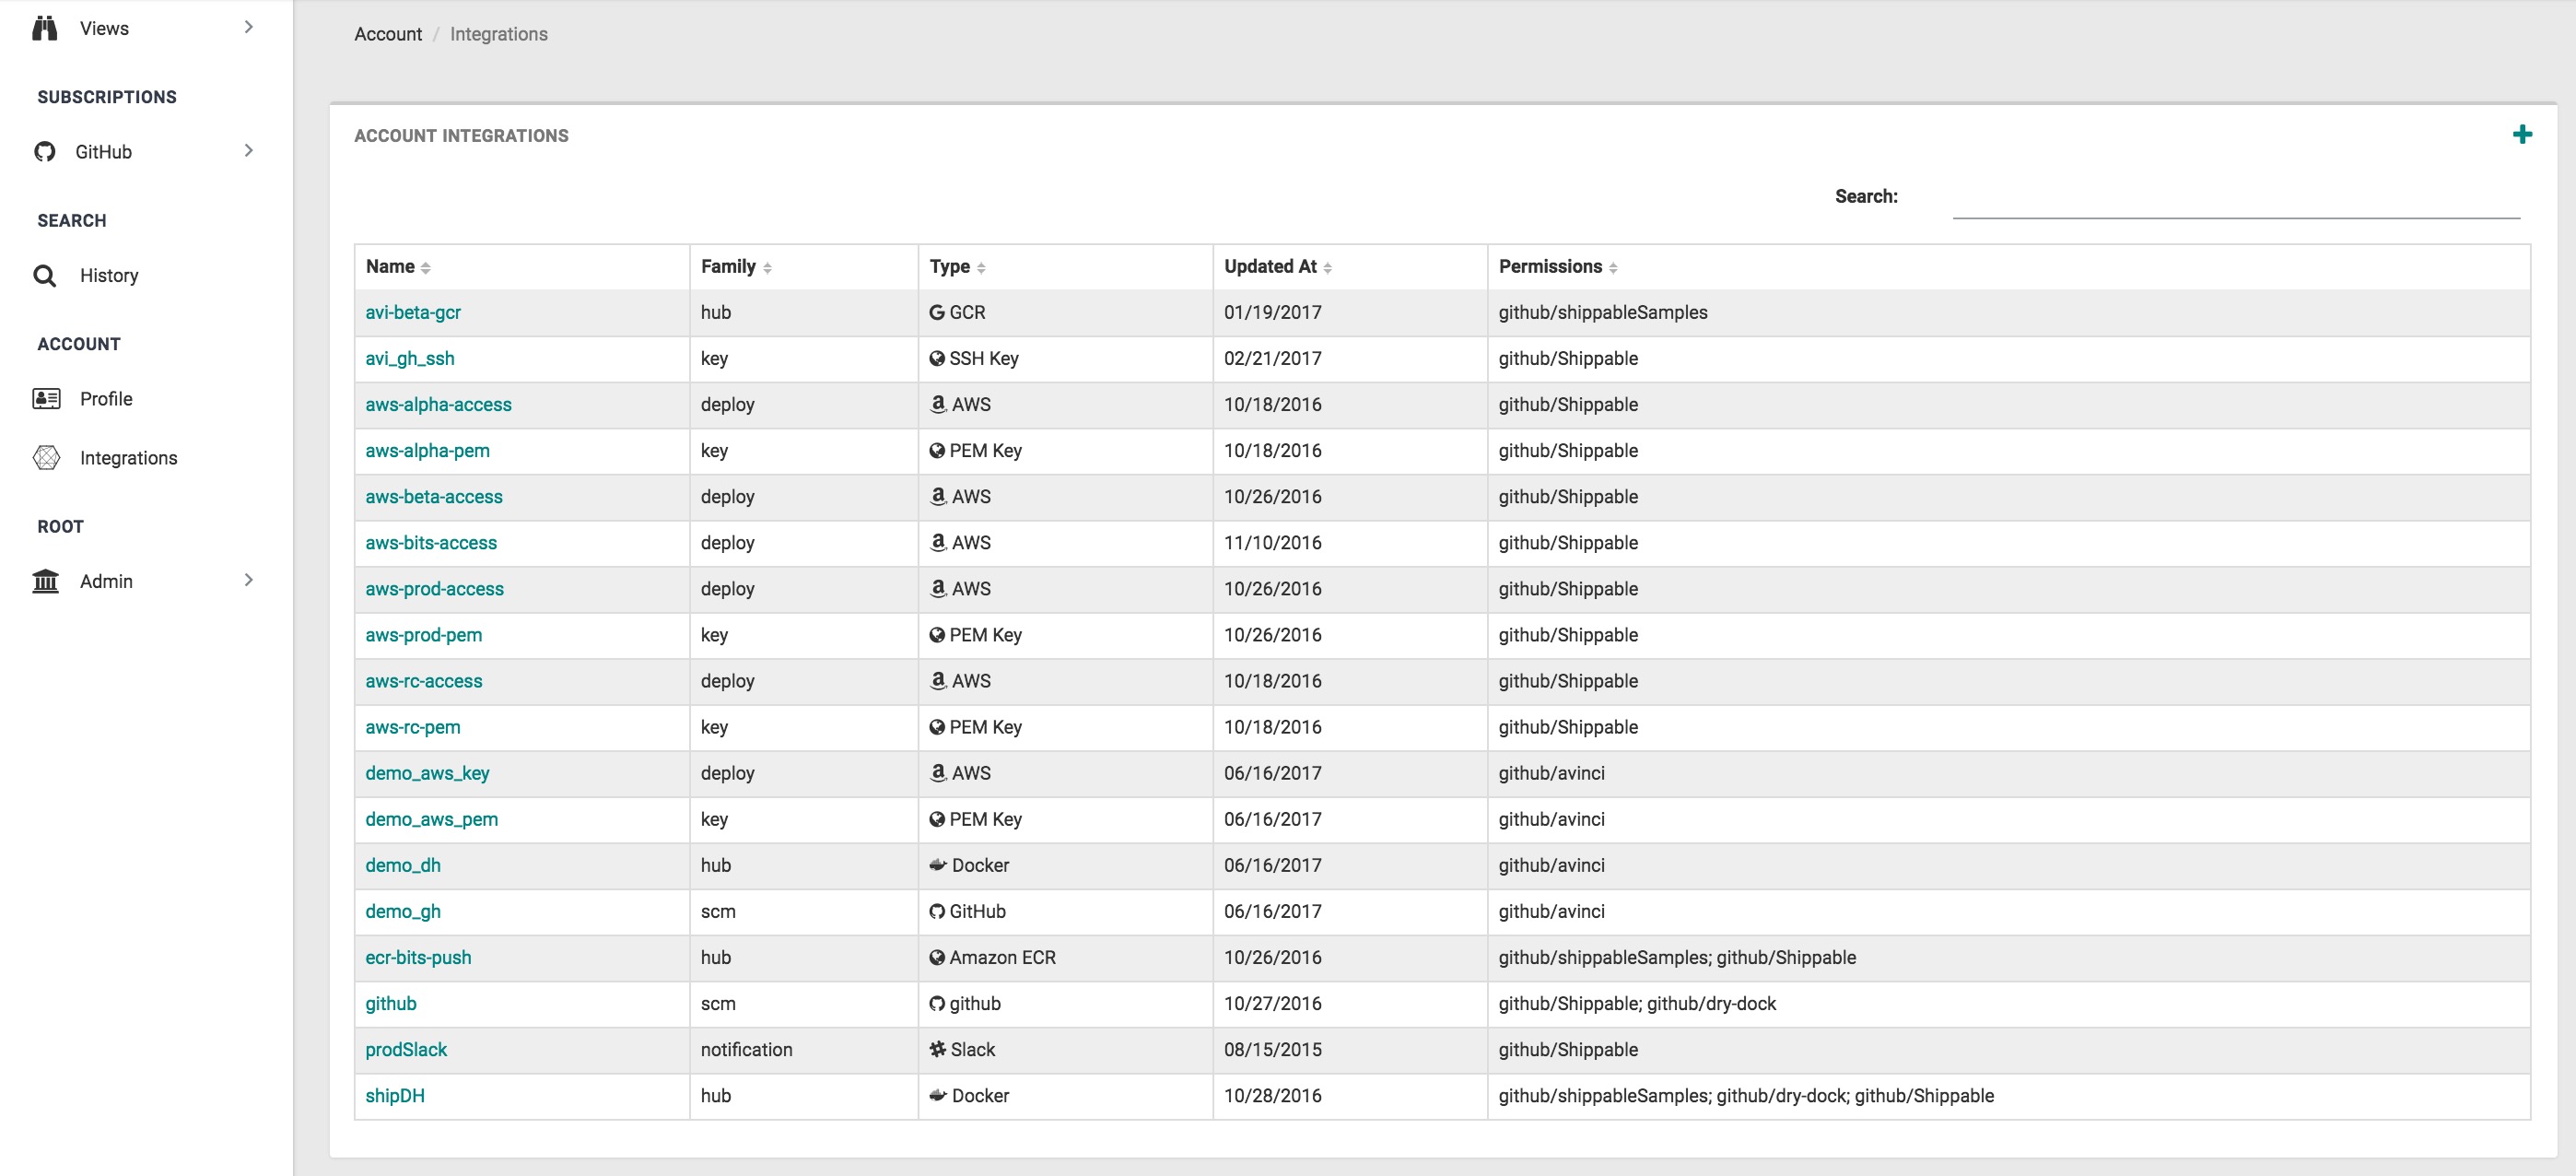 Views
SUBSCRIPTIONS
GitHub
SEARCH
History
ACCOUNT
Profile
Integrations
ROOT
Admin
Account / Integrations
ACCOUNT INTEGRATIONS
Search:
Name Family Type Updated At Permissions
avi-beta-gcr hub GCR 01/19/2017 github/shippableSamples
avi_gh_ssh key SSH Key 02/21/2017 github/Shippable
aws-alpha-access deploy AWS 10/18/2016 github/Shippable
aws-alpha-pem key PEM Key 10/18/2016 github/Shippable
aws-beta-access deploy AWS 10/26/2016 github/Shippable
aws-bits-access deploy AWS 11/10/2016 github/Shippable
aws-prod-access deploy AWS 10/26/2016 github/Shippable
aws-prod-pem key PEM Key 10/26/2016 github/Shippable
aws-rc-access deploy AWS 10/18/2016 github/Shippable
aws-rc-pem key PEM Key 10/18/2016 github/Shippable
demo_aws_key deploy AWS 06/16/2017 github/avinci
demo_aws_pem key PEM Key 06/16/2017 github/avinci
demo_dh hub Docker 06/16/2017 github/avinci
demo_gh scm GitHub 06/16/2017 github/avinci
ecr-bits-push hub Amazon ECR 10/26/2016 github/shippableSamples; github/Shippable
github scm github 10/27/2016 github/Shippable; github/dry-dock
prodSlack notification Slack 08/15/2015 github/Shippable
shipDH hub Docker 10/28/2016 github/shippableSamples; github/dry-dock; github/Shippable